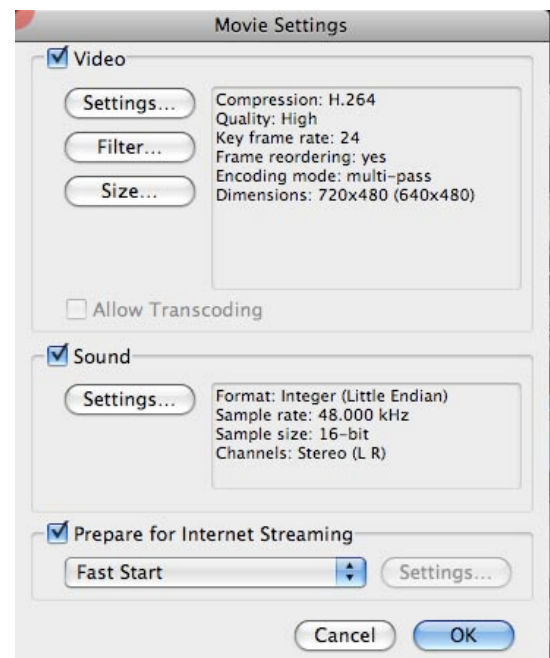 Movie Settings
Video
Settings...
Filter...
Size...
Compression: H.264
Quality: High
Key frame rate: 24
Frame reordering: yes
Encoding mode: multi-pass
Dimensions: 720x480 (640x480)
Allow Transcoding
Sound
Settings...
Format: Integer (Little Endian)
Sample rate: 48.000 kHz
Sample size: 16-bit
Channels: Stereo (L R)
Prepare for Internet Streaming
Fast Start
Settings...
Cancel
OK